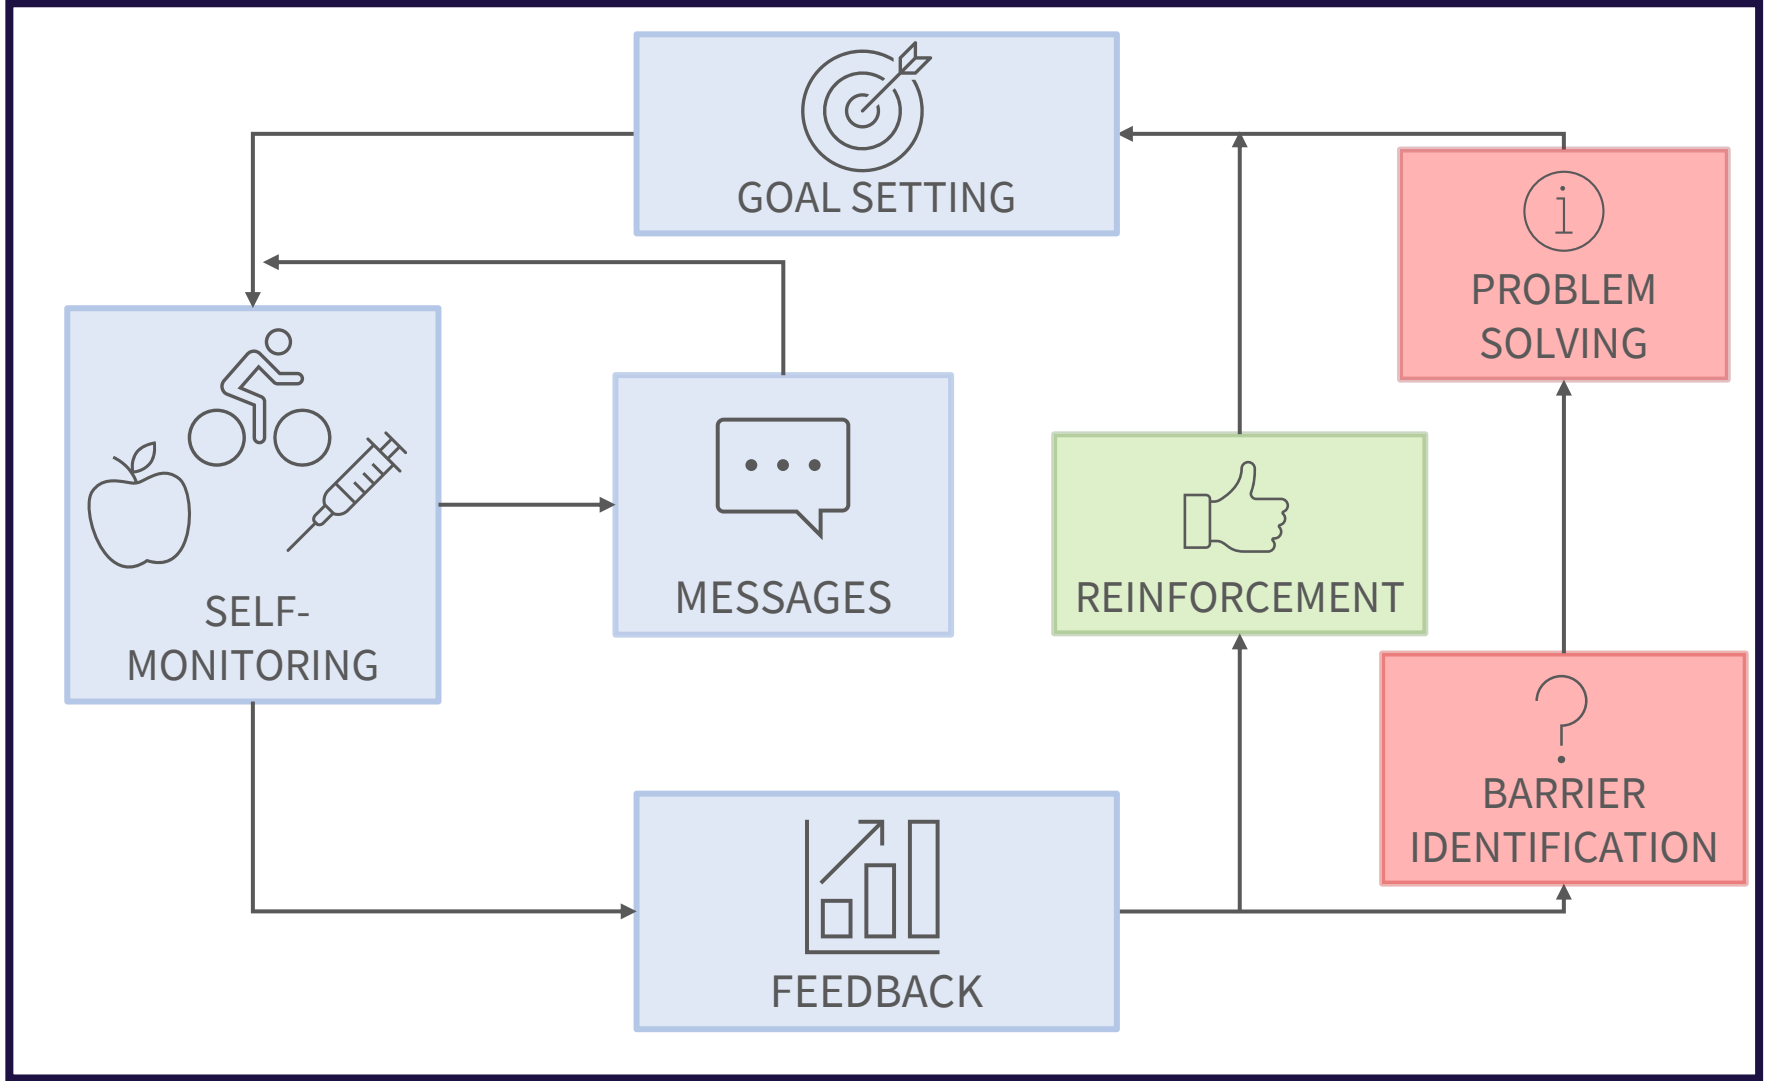 GOAL SETTING
PROBLEM
SOLVING
SELF-
MONITORING
MESSAGES
REINFORCEMENT
BARRIER
IDENTIFICATION
FEEDBACK